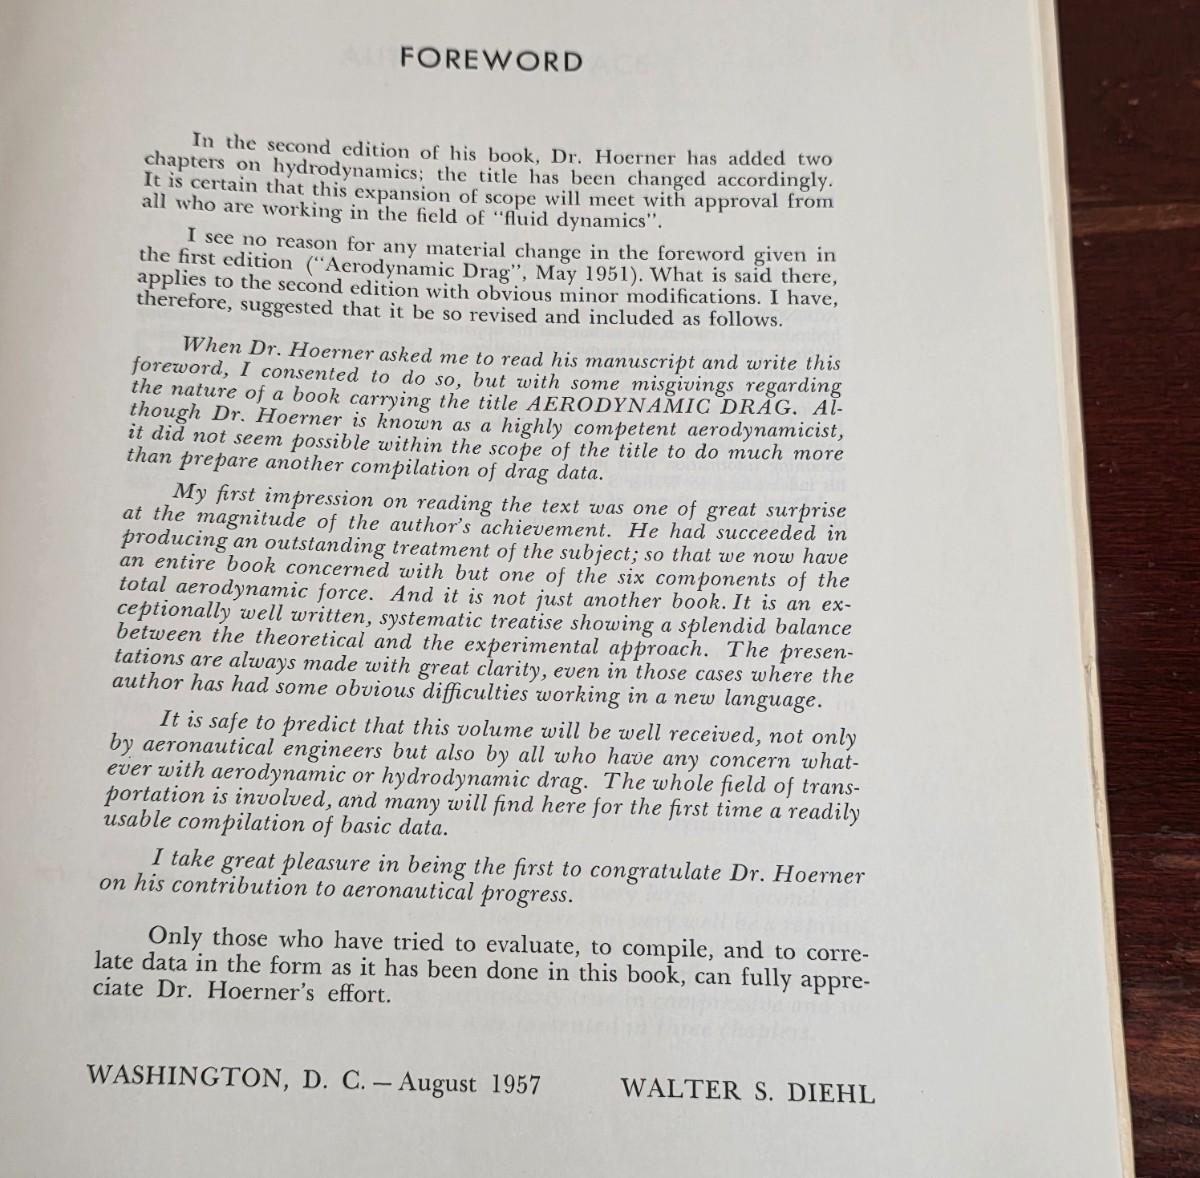 FOREWORD
In the second edition of his book, Dr. Hoerner has added two
chapters on hydrodynamics; the title has been changed accordingly.
It is certain that this expansion of scope will meet with approval from
all who are working in the field of “fluid dynamics”.
I see no reason for any material change in the foreword given in
the first edition (“Aerodynamic Drag”, May 1951). What is said there,
applies to the second edition with obvious minor modifications. I have,
therefore, suggested that it be so revised and included as follows.
When Dr. Hoerner asked me to read his manuscript and write this
foreword, I consented to do so, but with some misgivings regarding
the nature of a book carrying the title AERODYNAMIC DRAG. Al-
though Dr. Hoerner is known as a highly competent aerodynamicist,
it did not seem possible within the scope of the title to do much more
than prepare another compilation of drag data.
My first impression on reading the text was one of great surprise
at the magnitude of the author's achievement. He had succeeded in
producing an outstanding treatment of the subject; so that we now have
an entire book concerned with but one of the six components of the
total aerodynamic force. And it is not just another book. It is an ex-
ceptionally well written, systematic treatise showing a splendid balance
between the theoretical and the experimental approach. The presen-
tations are always made with great clarity, even in those cases where the
author has had some obvious difficulties working in a new language.
It is safe to predict that this volume will be well received, not only
by aeronautical engineers but also by all who have any concern what-
ever with aerodynamic or hydrodynamic drag. The whole field of trans-
portation is involved, and many will find here for the first time a readily
usable compilation of basic data.
I take great pleasure in being the first to congratulate Dr. Hoerner
on his contribution to aeronautical progress.
Only those who have tried to evaluate, to compile, and to corre-
late data in the form as it has been done in this book, can fully appre-
ciate Dr. Hoerner's effort.
WASHINGTON, D. C. — August 1957 WALTER S. DIEHL